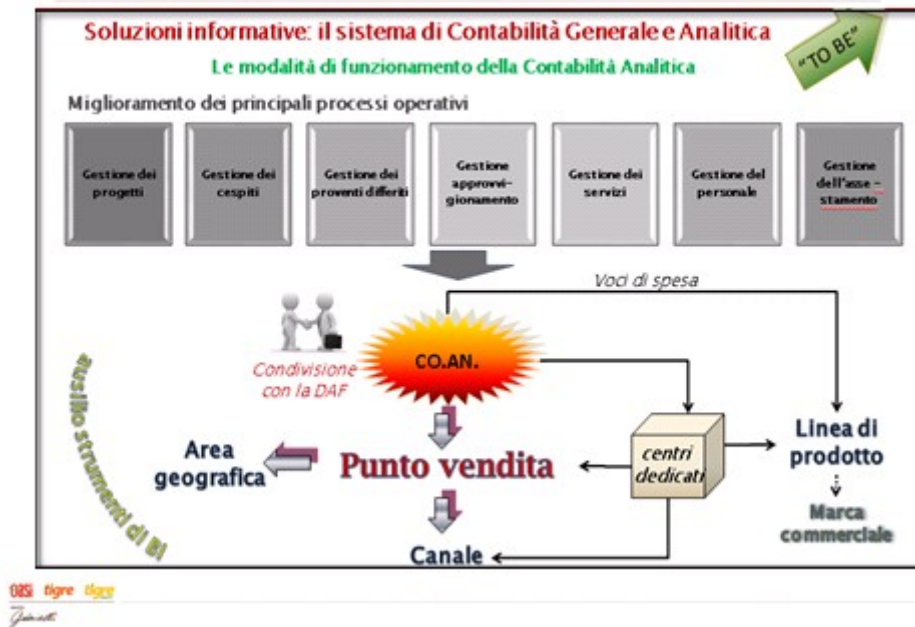 Soluzioni informative: il sistema di Contabilità Generale e Analitica
"TO BE"
Le modalità di funzionamento della Contabilità Analitica
Miglioramento dei principali processi operativi
Gestione dei
progetti
Gestione dei
cespiti
Gestione dei
proventi differiti
Gestione
approvvi-
gionamento
Gestione dei
servizi
Gestione del
personale
Gestione
dell'asse -
stamento
Voci di spesa
CO.AN.
Condivisione
con la DAF
ausilio strumenti di BI
Area
geografica
Punto vendita
centri
dedicati
Linea di
prodotto
Marca
commerciale
Canale
tigre tigre